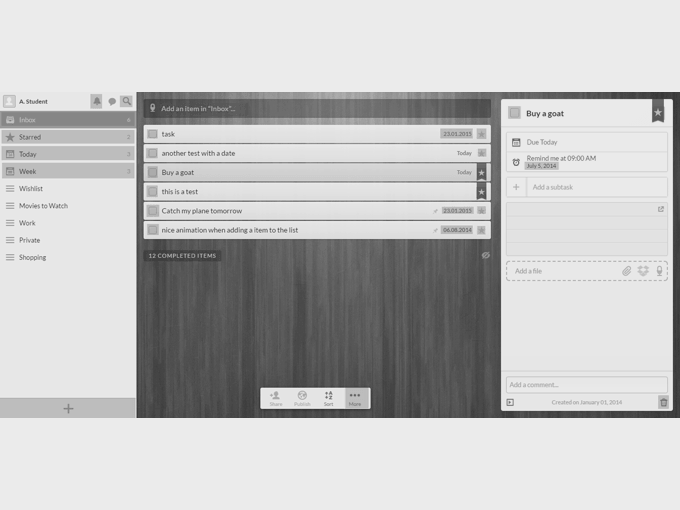 A. Student
Inbox
Starred
Today
Week
Wishlist
Movies to Watch
Work
Private
Shopping
Add an item in "Inbox"...
task 23.01.2015
another test with a date Today
Buy a goat Today
this is a test
Catch my plane tomorrow 23.01.2015
nice animation when adding a item to the list 06.08.2014
12 COMPLETED ITEMS
Share Publish Sort More
Buy a goat
Due Today
Remind me at 09:00 AM
July 5, 2014
Add a subtask
Add a file
Add a comment...
Created on January 01, 2014